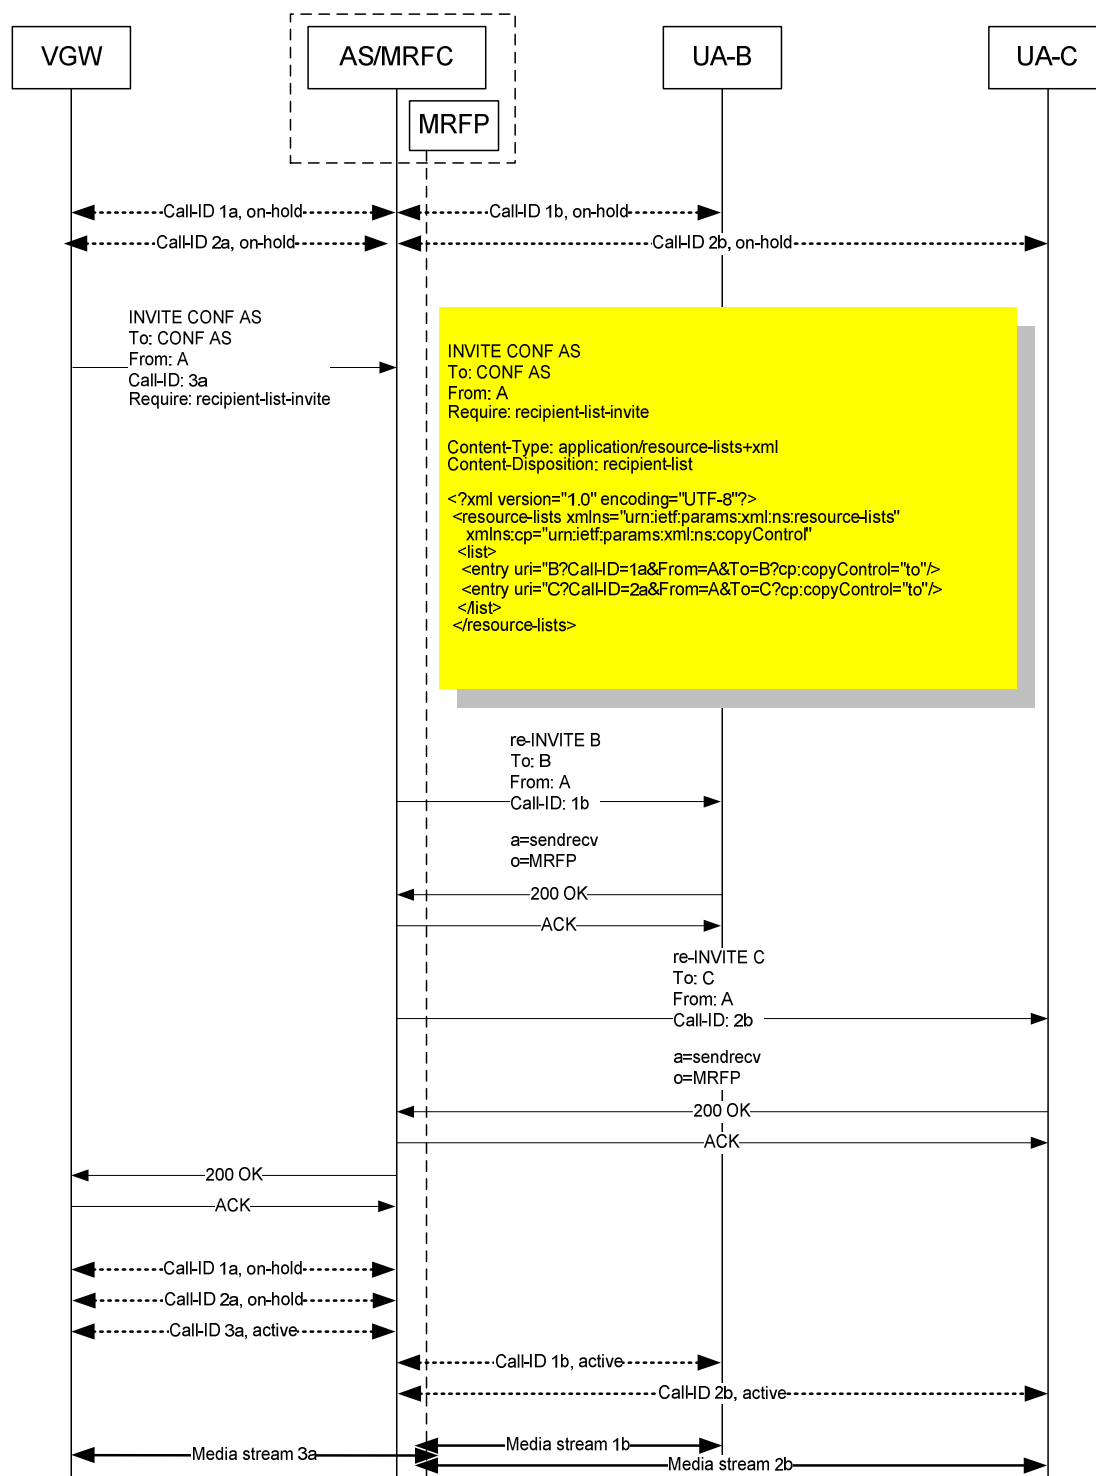 VGW
AS/MRFC
UA-B
UA-C
MRFP
Call-ID 1a, on-hold
Call-ID 1b, on-hold
Call-ID 2a, on-hold
Call-ID 2b, on-hold
INVITE CONF AS
To: CONF AS
From: A
Call-ID: 3a
Require: recipient-list-invite
INVITE CONF AS
To: CONF AS
From: A
Require: recipient-list-invite
Content-Type: application/resource-lists+xml
Content-Disposition: recipient-list
<?xml version="1.0" encoding="UTF-8"?>
<resource-lists xmlns="urn:ietf:params:xml:ns:resource-lists"
xmlns:cp="urn:ietf:params:xml:ns:copyControl"
<list>
<entry uri="B?Call-ID=1a&From=A&To=B?cp:copyControl="to"/>
<entry uri="C?Call-ID=2a&From=A&To=C?cp:copyControl="to"/>
</list>
</resource-lists>
re-INVITE B
To: B
From: A
Call-ID: 1b
a=sendrecv
o=MRFP
200 OK
ACK
re-INVITE C
To: C
From: A
Call-ID: 2b
a=sendrecv
o=MRFP
200 OK
ACK
200 OK
ACK
Call-ID 1a, on-hold
Call-ID 2a, on-hold
Call-ID 3a, active
Call-ID 1b, active
Call-ID 2b, active
Media stream 1b
Media stream 3a
Media stream 2b